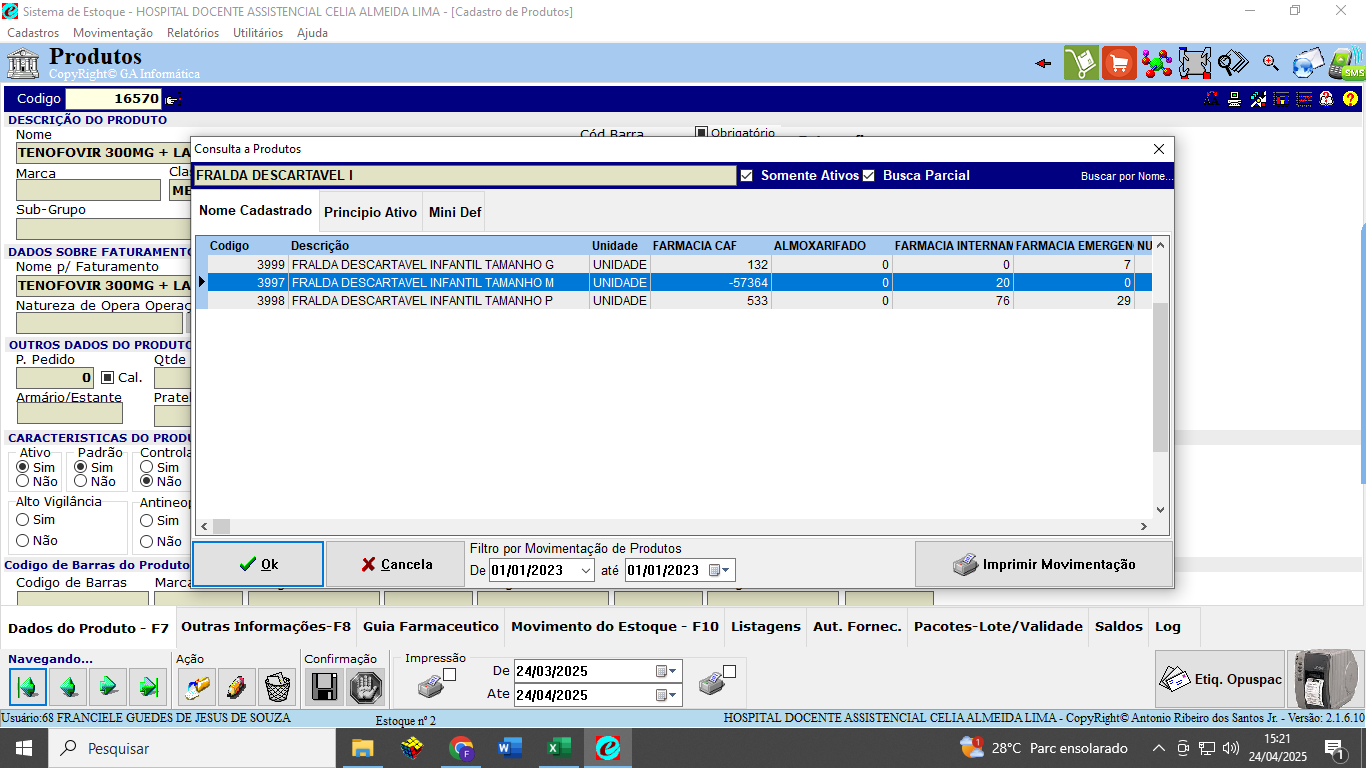 Sistema de Estoque - HOSPITAL DOCENTE ASSISTENCIAL CELIA ALMEIDA LIMA - [Cadastro de Produtos]
Cadastros Movimentação Relatórios Utilitários Ajuda
Produtos
CopyRight© GA Informática
SMS
Codigo 16570
DESCRIÇÃO DO PRODUTO
Nome Cód Barra Obrigatório
TENOFOVIR 300MG + LA
Marca Cla
ME
Sub-Grupo
DADOS SOBRE FATURAMENTO
Nome p/ Faturamento
TENOFOVIR 300MG + LA
Natureza de Opera Operaç
OUTROS DADOS DO PRODUTO
P. Pedido Qtde
0 Cal.
Armário/Estante Pratel
CARACTERISTICAS DO PRODU
Ativo Padrão Controla
Sim Sim Sim
Não Não Não
Alto Vigilância Antineop
Sim Sim
Não Não
Codigo de Barras do Produto
Codigo de Barras Marca
Consulta a Produtos
FRALDA DESCARTAVEL I Somente Ativos Busca Parcial Buscar por Nome...
Nome Cadastrado Principio Ativo Mini Def
Codigo Descrição Unidade FARMACIA CAF ALMOXARIFADO FARMACIA INTERNAM FARMACIA EMERGEN NU
3999 FRALDA DESCARTAVEL INFANTIL TAMANHO G UNIDADE 132 0 0 7
3997 FRALDA DESCARTAVEL INFANTIL TAMANHO M UNIDADE -57364 0 20 0
3998 FRALDA DESCARTAVEL INFANTIL TAMANHO P UNIDADE 533 0 76 29
Ok Cancela
Filtro por Movimentação de Produtos
De 01/01/2023 até 01/01/2023
Imprimir Movimentação
Dados do Produto - F7 Outras Informações-F8 Guia Farmaceutico Movimento do Estoque - F10 Listagens Aut. Fornec. Pacotes-Lote/Validade Saldos Log
Navegando... Ação Confirmação Impressão
De 24/03/2025
Ate 24/04/2025
Etiq. Opuspac
Usuário:68 FRANCIELE GUEDES DE JESUS DE SOUZA Estoque nº 2 HOSPITAL DOCENTE ASSISTENCIAL CELIA ALMEIDA LIMA - CopyRight© Antonio Ribeiro dos Santos Jr. - Versão: 2.1.6.10
Pesquisar
28°C Parc ensolarado
15:21
24/04/2025
1